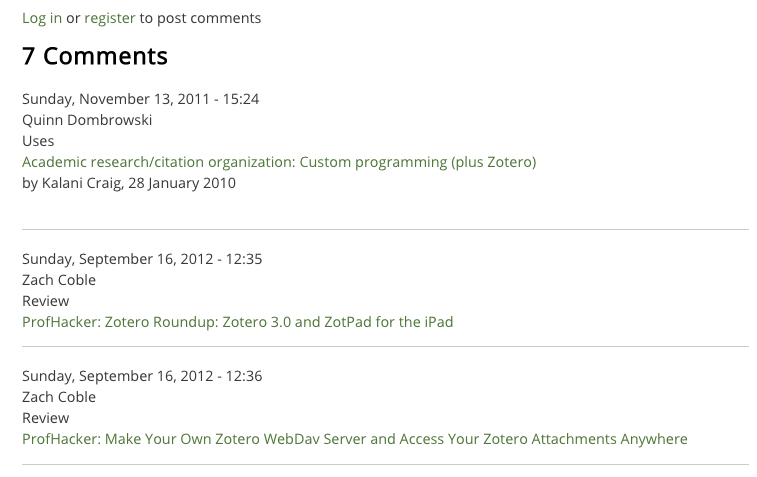 Log in or register to post comments
7 Comments
Sunday, November 13, 2011 - 15:24
Quinn Dombrowski
Uses
Academic research/citation organization: Custom programming (plus Zotero)
by Kalani Craig, 28 January 2010
Sunday, September 16, 2012 - 12:35
Zach Coble
Review
ProfHacker: Zotero Roundup: Zotero 3.0 and ZotPad for the iPad
Sunday, September 16, 2012 - 12:36
Zach Coble
Review
ProfHacker: Make Your Own Zotero WebDav Server and Access Your Zotero Attachments Anywhere